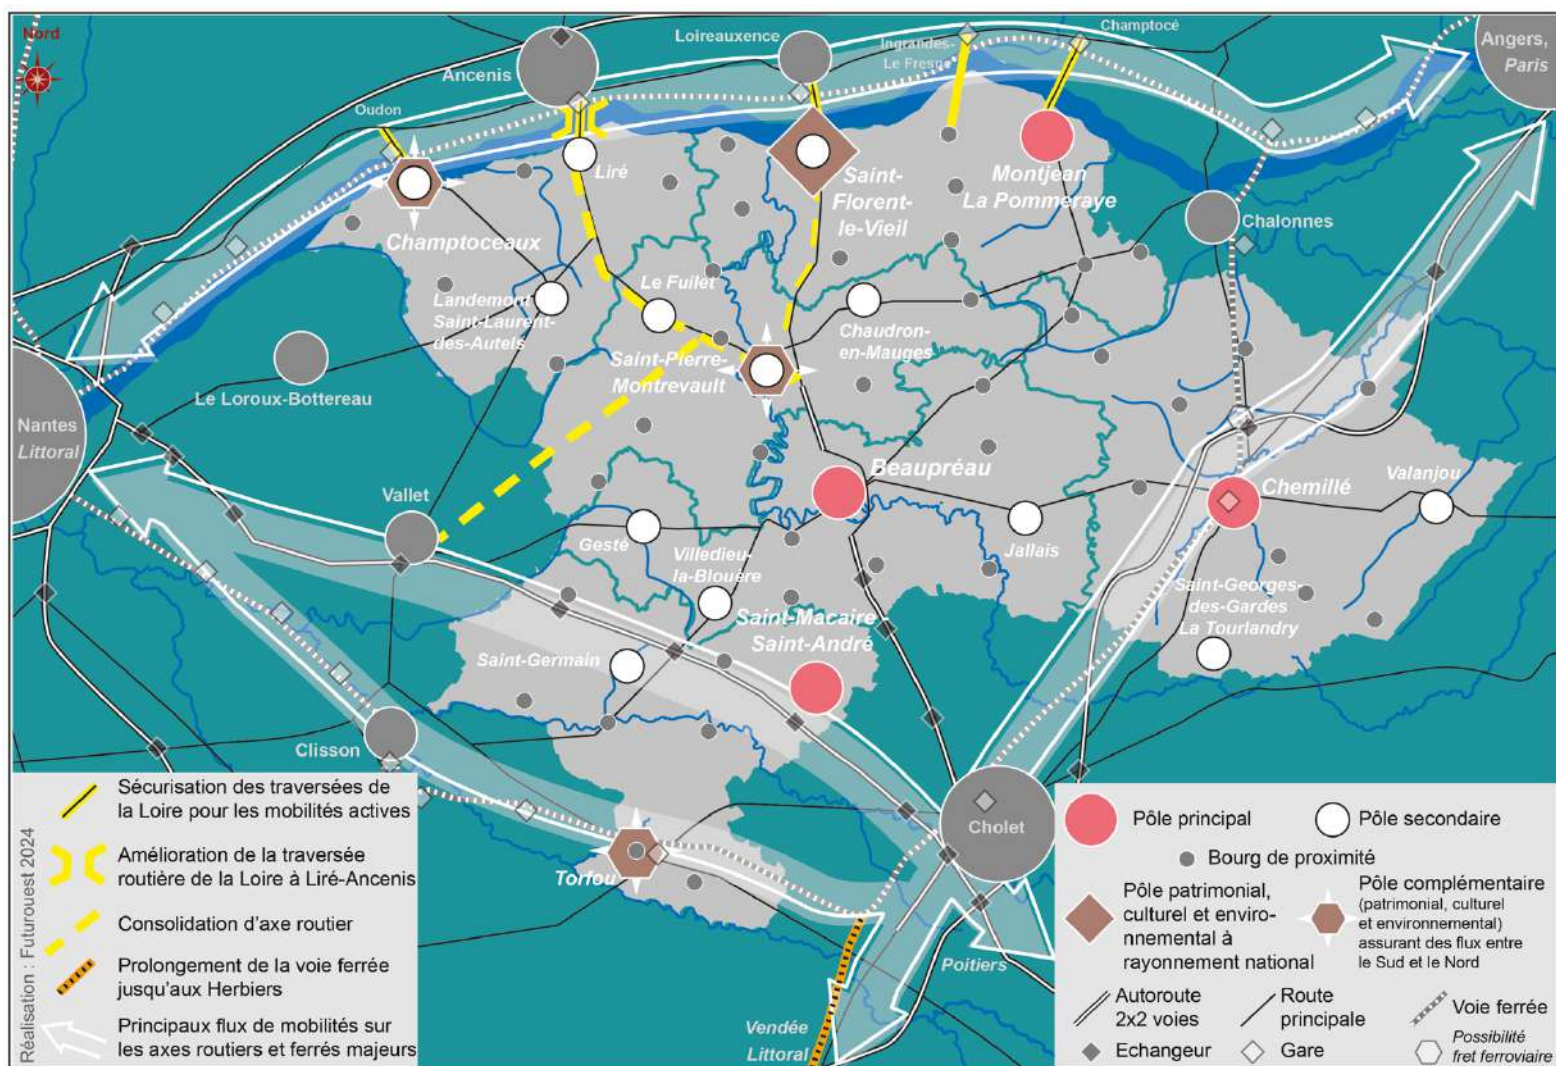 Nord
Ancenis
Loireauxence
Ingrandes-
Le Fresne
Champtocé
Angers,
Paris
Oudon
Liré
Saint-
Florent-
le-Vieil
Montjean
La Pommeraye
Chalonnes
Champtoceaux
Landemont
Saint-Laurent-
des-Autels
Le Fuilet
Chaudron-
en-Mauges
Saint-Pierre-
Montrevault
Le Loroux-Bottereau
Nantes
Littoral
Vallet
Beaupréau
Chemillé
Valanjou
Gesté
Villedieu-
la-Blouère
Jallais
Saint-Georges-
des-Gardes
La Tourlandry
Saint-Macaire
Saint-André
Saint-Germain
Clisson
Cholet
Torfou
Poitiers
Vendée
Littoral
Réalisation : Futurouest 2024
Sécurisation des traversées de
la Loire pour les mobilités actives
Amélioration de la traversée
routière de la Loire à Liré-Ancenis
Consolidation d'axe routier
Prolongement de la voie ferrée
jusqu'aux Herbiers
Principaux flux de mobilités sur
les axes routiers et ferrés majeurs
Pôle principal
Pôle secondaire
Bourg de proximité
Pôle patrimonial,
culturel et enviro-
nnemental à
rayonnement national
Pôle complémentaire
(patrimonial, culturel
et environnemental)
assurant des flux entre
le Sud et le Nord
Autoroute
2x2 voies
Route
principale
Voie ferrée
Echangeur
Gare
Possibilité
fret ferroviaire